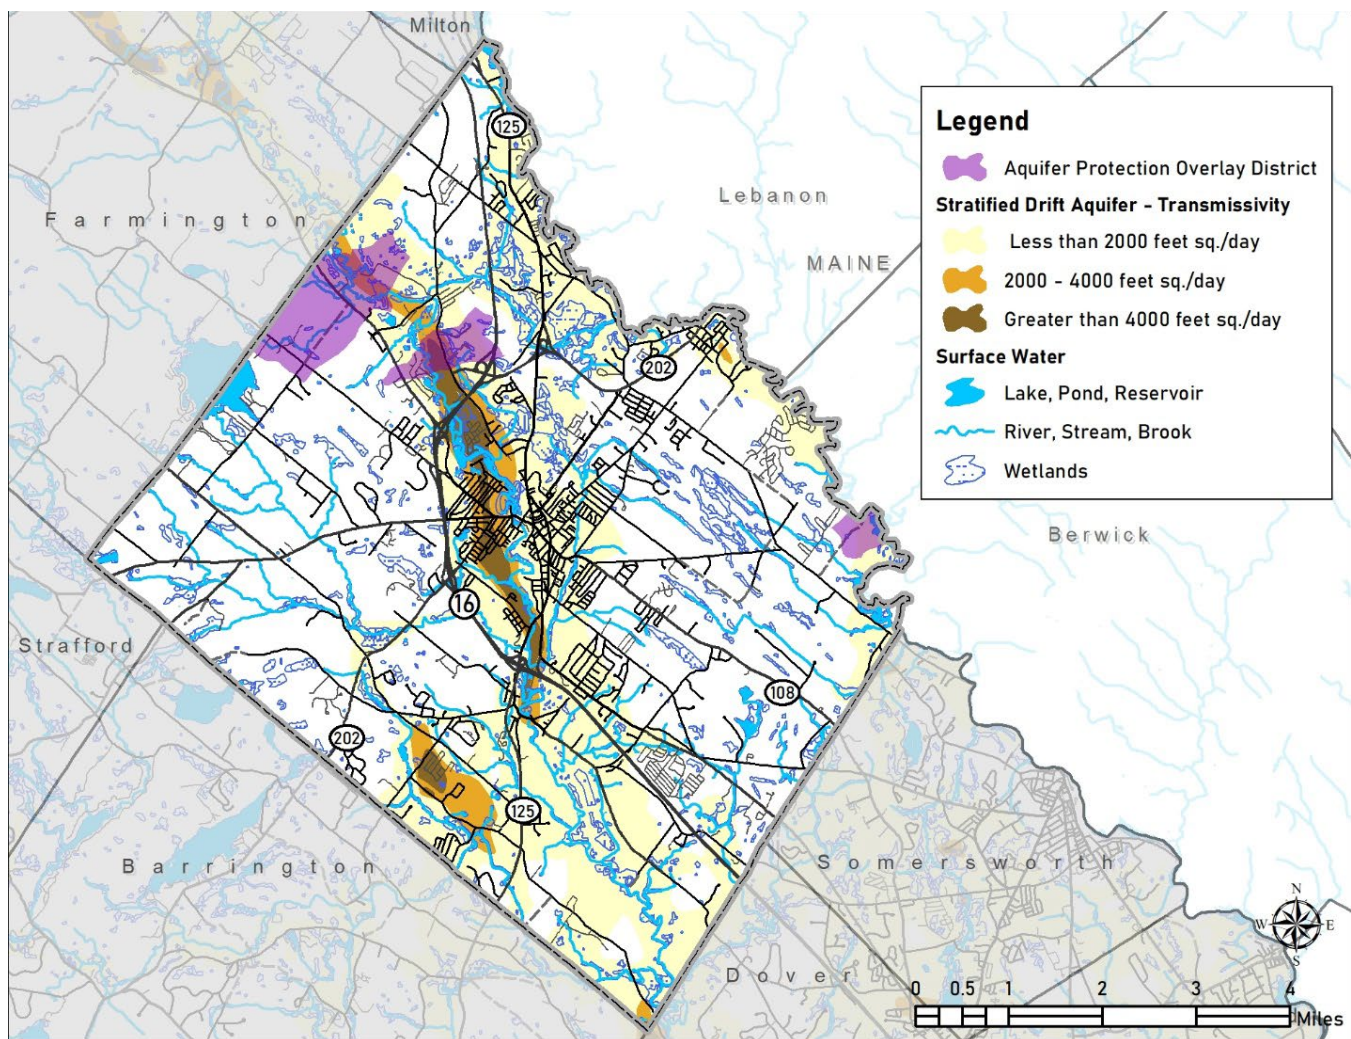 Milton
125
Farmington
Lebanon
MAINE
202
Legend
Aquifer Protection Overlay District
Stratified Drift Aquifer - Transmissivity
Less than 2000 feet sq./day
2000 - 4000 feet sq./day
Greater than 4000 feet sq./day
Surface Water
Lake, Pond, Reservoir
River, Stream, Brook
Wetlands
Berwick
16
Strafford
108
202
125
Barrington
Somersworth
Dover
N
W E
S
0 0.5 1 2 3 4
Miles